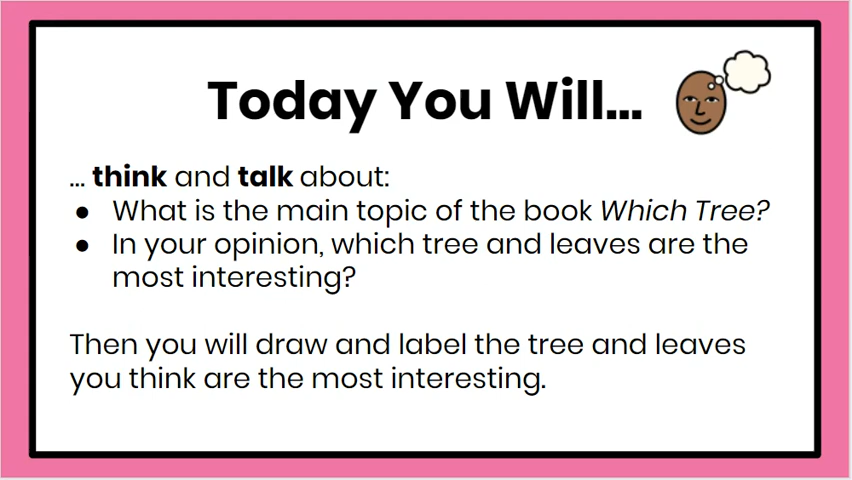 Today You Will...
... think and talk about:
● What is the main topic of the book Which Tree?
● In your opinion, which tree and leaves are the
most interesting?
Then you will draw and label the tree and leaves
you think are the most interesting.